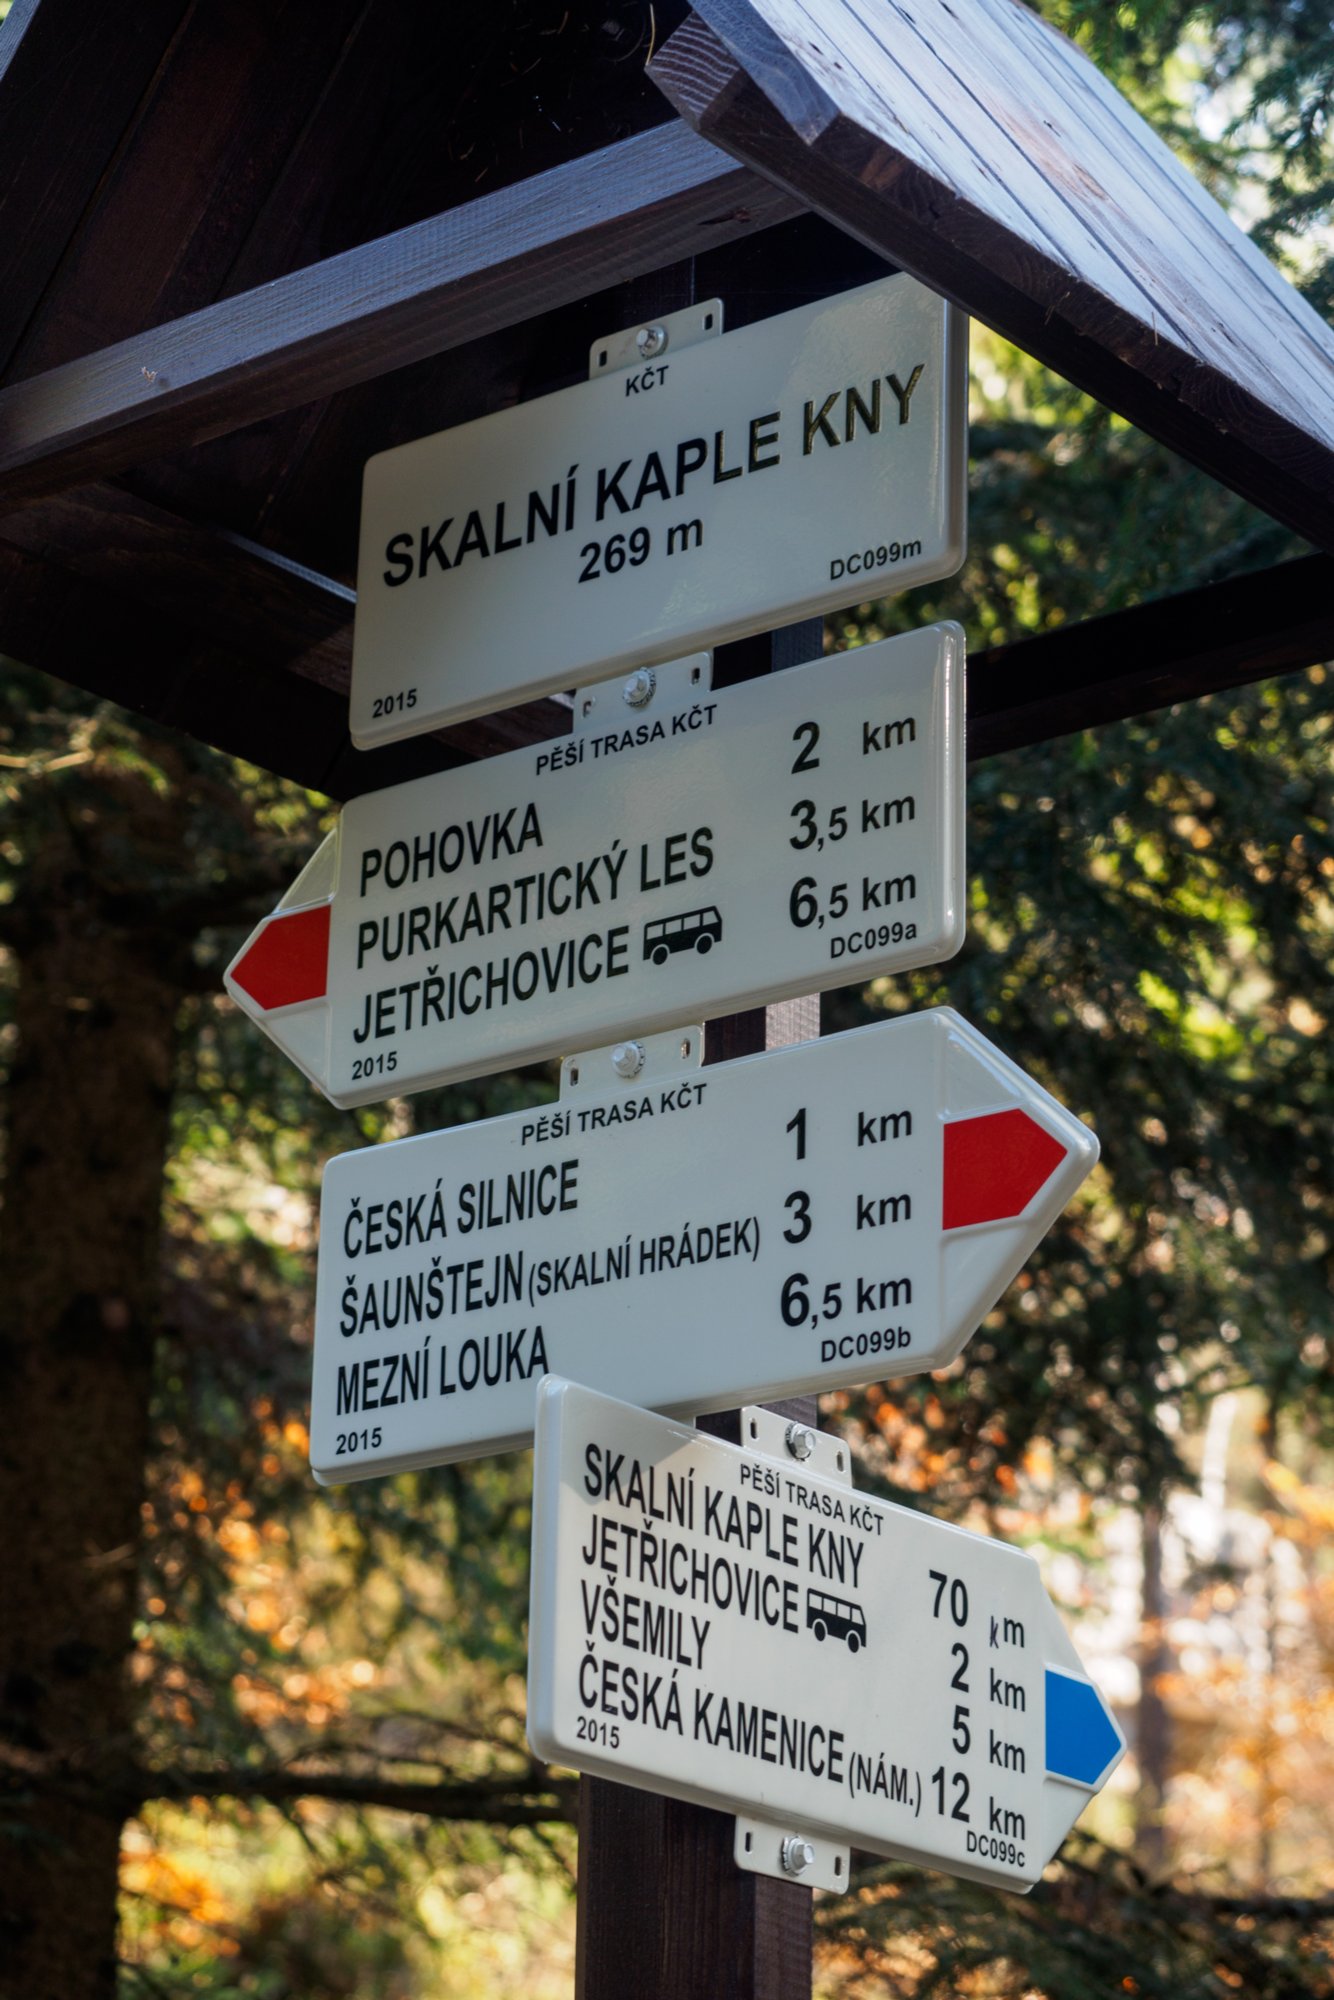 KČT
SKALNÍ KAPLE KNY
269 m
2015 DC099m
PĚŠÍ TRASA KČT
POHOVKA 2 km
PURKARTICKÝ LES 3,5 km
JETŘICHOVICE 6,5 km
2015 DC099a
PĚŠÍ TRASA KČT
ČESKÁ SILNICE 1 km
ŠAUNŠTEJN (SKALNÍ HRÁDEK) 3 km
MEZNÍ LOUKA 6,5 km
2015 DC099b
PĚŠÍ TRASA KČT
SKALNÍ KAPLE KNY 70 km
JETŘICHOVICE 2 km
VŠEMILY 5 km
ČESKÁ KAMENICE (NÁM.) 12 km
2015 DC099c